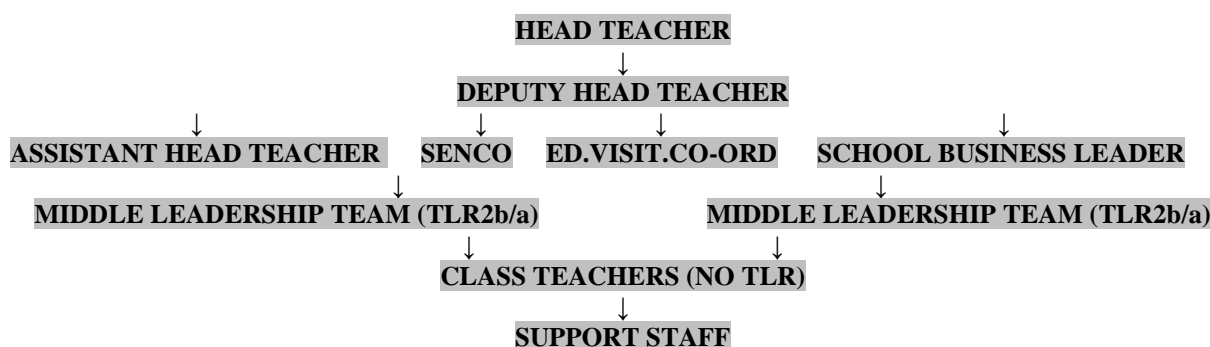 HEAD TEACHER
↓
DEPUTY HEAD TEACHER
↓ ↓ ↓ ↓
ASSISTANT HEAD TEACHER SENCO ED.VISIT.CO-ORD SCHOOL BUSINESS LEADER
↓ ↓
MIDDLE LEADERSHIP TEAM (TLR2b/a) MIDDLE LEADERSHIP TEAM (TLR2b/a)
↓ ↓
CLASS TEACHERS (NO TLR)
↓
SUPPORT STAFF